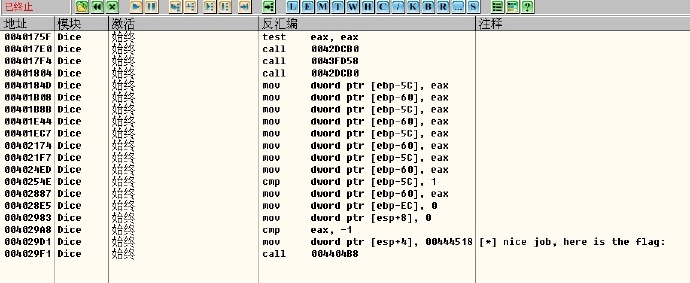 已终止 L E M T W H C / K B R ... S ?
地址 模块 激活 反汇编 注释
0040175F Dice 始终 test eax, eax
004017E0 Dice 始终 call 0042DCB0
004017F4 Dice 始终 call 0043FD58
00401804 Dice 始终 call 0042DCB0
0040184D Dice 始终 mov dword ptr [ebp-5C], eax
00401B08 Dice 始终 mov dword ptr [ebp-60], eax
00401B8B Dice 始终 mov dword ptr [ebp-5C], eax
00401E44 Dice 始终 mov dword ptr [ebp-60], eax
00401EC7 Dice 始终 mov dword ptr [ebp-5C], eax
00402174 Dice 始终 mov dword ptr [ebp-60], eax
004021F7 Dice 始终 mov dword ptr [ebp-5C], eax
004024ED Dice 始终 mov dword ptr [ebp-60], eax
0040254E Dice 始终 cmp dword ptr [ebp-5C], 1
00402887 Dice 始终 mov dword ptr [ebp-60], eax
004028E5 Dice 始终 mov dword ptr [ebp-EC], 0
00402983 Dice 始终 mov dword ptr [esp+8], 0
004029A8 Dice 始终 cmp eax, -1
004029D1 Dice 始终 mov dword ptr [esp+4], 00444518 [*] nice job, here is the flag:
004029F1 Dice 始终 call 004404B8